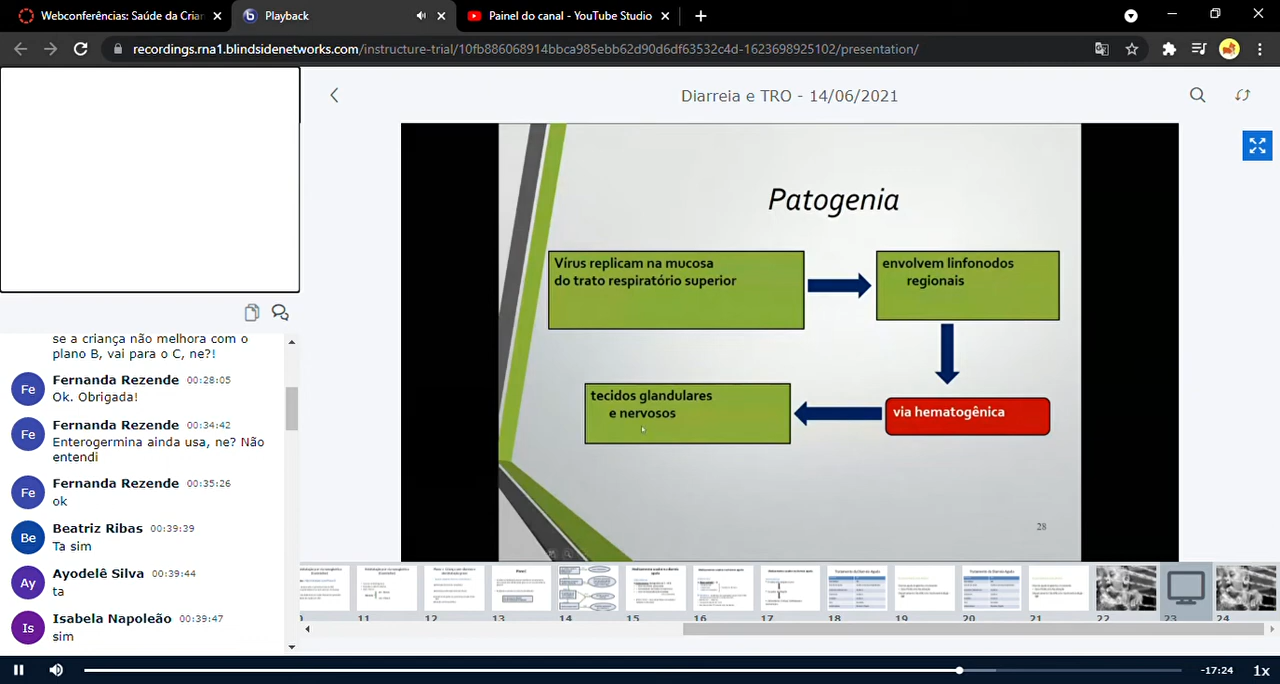 Webconferências: Saúde da Crian
Playback
Painel do canal - YouTube Studio
recordings.rna1.blindsidenetworks.com/instructure-trial/10fb886068914bbca985ebb62d90d6df63532c4d-1623698925102/presentation/
Diarreia e TRO - 14/06/2021
Patogenia
Vírus replicam na mucosa
do trato respiratório superior
envolvem linfonodos
regionais
via hematogênica
tecidos glandulares
e nervosos
28
se a criança não melhora com o
plano B, vai para o C, ne?!
Fe
Fernanda Rezende 00:28:05
Ok. Obrigada!
Fe
Fernanda Rezende 00:34:42
Enterogermina ainda usa, ne? Não
entendi
Fe
Fernanda Rezende 00:35:26
ok
Be
Beatriz Ribas 00:39:39
Ta sim
Ay
Ayodelê Silva 00:39:44
ta
Is
Isabela Napoleão 00:39:47
sim
11 12 13 14 15 16 17 18 19 20 21 22 23 24
-17:24 1x